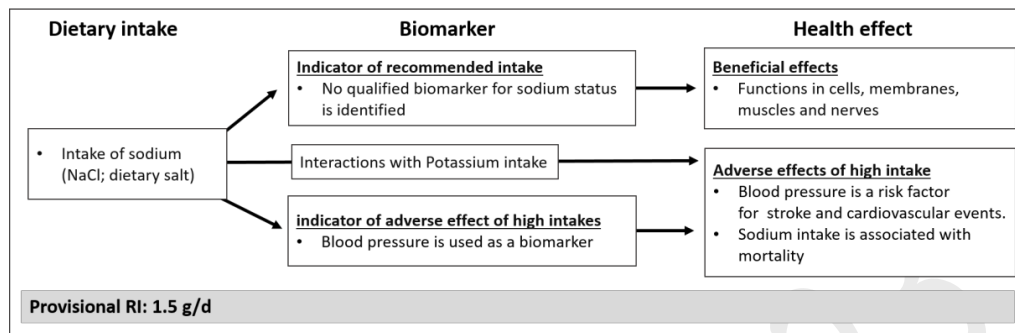 Dietary intake
Biomarker
Health effect
Indicator of recommended intake
• No qualified biomarker for sodium status
is identified
Beneficial effects
• Functions in cells, membranes,
muscles and nerves
• Intake of sodium
(NaCl; dietary salt)
Interactions with Potassium intake
Adverse effects of high intake
• Blood pressure is a risk factor
for stroke and cardiovascular events.
• Sodium intake is associated with
mortality
indicator of adverse effect of high intakes
• Blood pressure is used as a biomarker
Provisional RI: 1.5 g/d